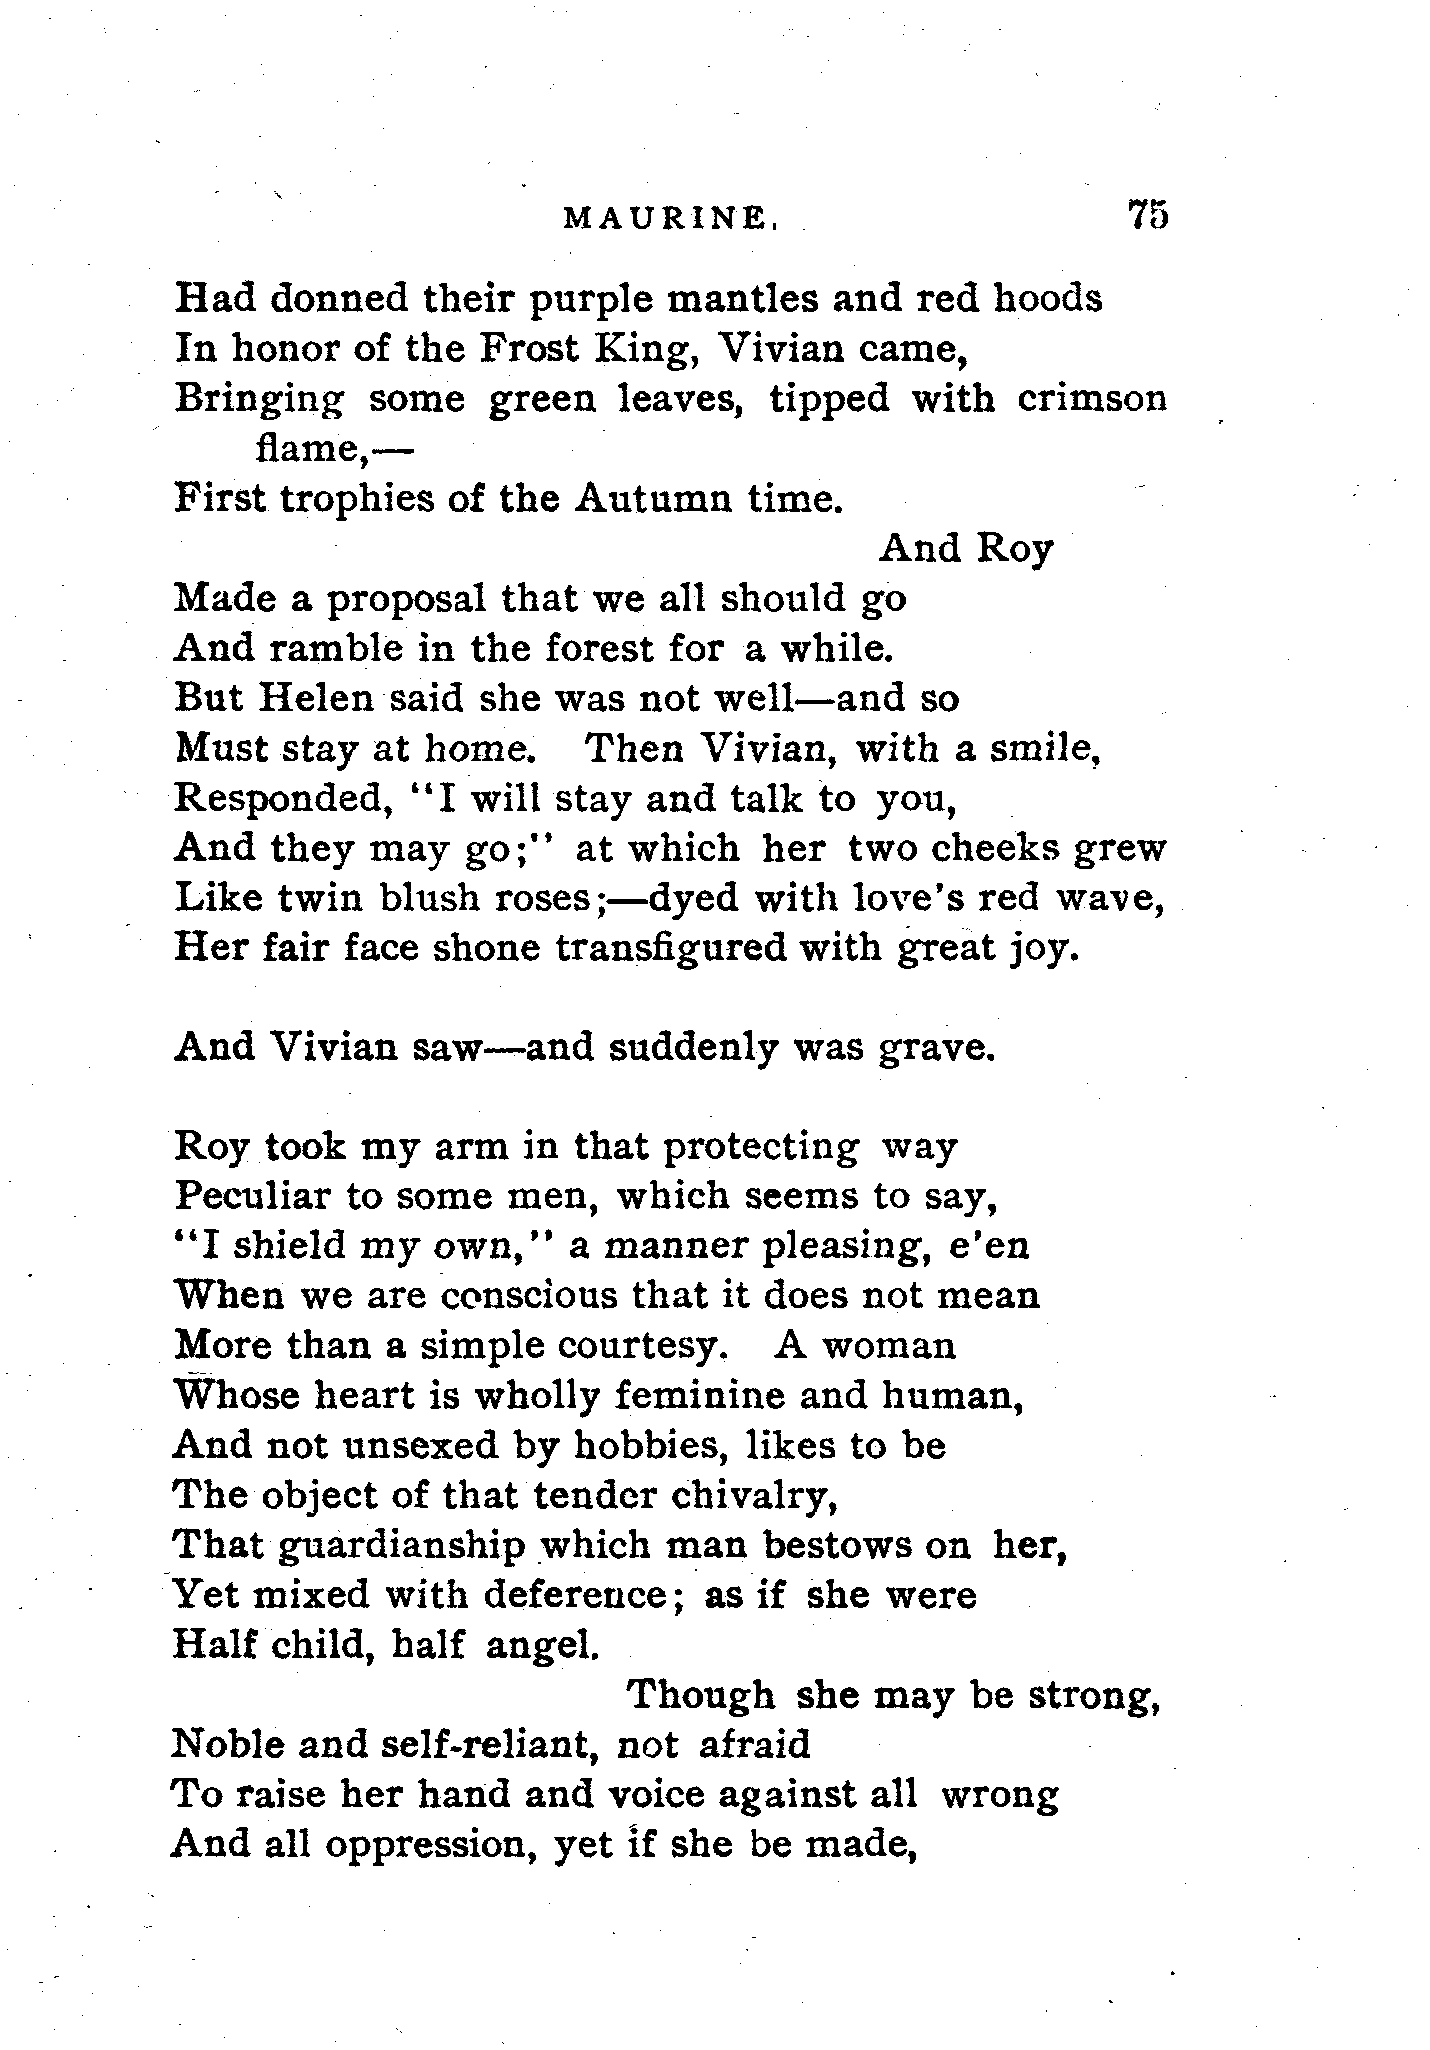 MAURINE. 75
Had donned their purple mantles and red hoods
In honor of the Frost King, Vivian came,
Bringing some green leaves, tipped with crimson
flame,—
First trophies of the Autumn time.
And Roy
Made a proposal that we all should go
And ramble in the forest for a while.
But Helen said she was not well—and so
Must stay at home. Then Vivian, with a smile,
Responded, "I will stay and talk to you,
And they may go;" at which her two cheeks grew
Like twin blush roses;—dyed with love's red wave,
Her fair face shone transfigured with great joy.
And Vivian saw—and suddenly was grave.
Roy took my arm in that protecting way
Peculiar to some men, which seems to say,
"I shield my own," a manner pleasing, e'en
When we are conscious that it does not mean
More than a simple courtesy. A woman
Whose heart is wholly feminine and human,
And not unsexed by hobbies, likes to be
The object of that tender chivalry,
That guardianship which man bestows on her,
Yet mixed with deference; as if she were
Half child, half angel.
Though she may be strong,
Noble and self-reliant, not afraid
To raise her hand and voice against all wrong
And all oppression, yet if she be made,